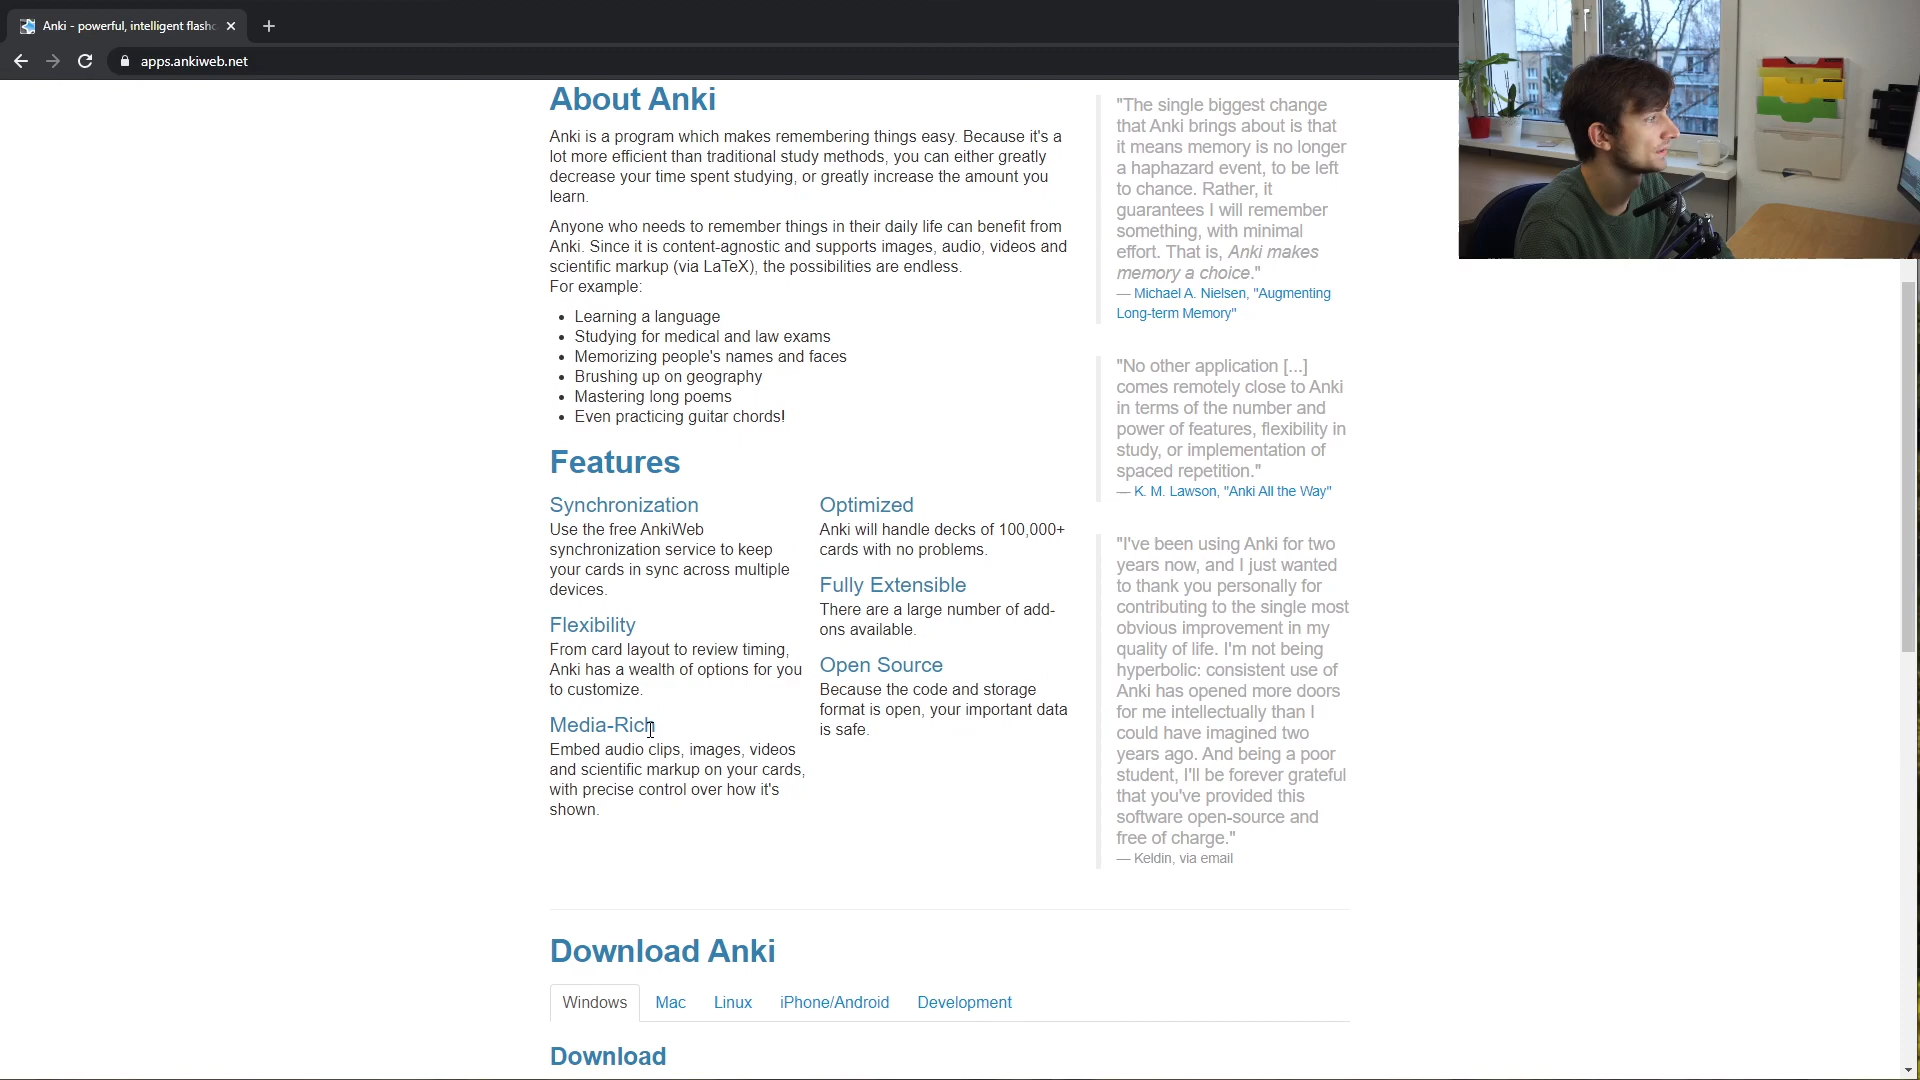 Anki - powerful, intelligent flashc
apps.ankiweb.net
About Anki
Anki is a program which makes remembering things easy. Because it's a
lot more efficient than traditional study methods, you can either greatly
decrease your time spent studying, or greatly increase the amount you
learn.
Anyone who needs to remember things in their daily life can benefit from
Anki. Since it is content-agnostic and supports images, audio, videos and
scientific markup (via LaTeX), the possibilities are endless.
For example:
• Learning a language
• Studying for medical and law exams
• Memorizing people's names and faces
• Brushing up on geography
• Mastering long poems
• Even practicing guitar chords!
Features
Synchronization
Use the free AnkiWeb
synchronization service to keep
your cards in sync across multiple
devices.
Flexibility
From card layout to review timing,
Anki has a wealth of options for you
to customize.
Media-Rich
Embed audio clips, images, videos
and scientific markup on your cards,
with precise control over how it's
shown.
Optimized
Anki will handle decks of 100,000+
cards with no problems.
Fully Extensible
There are a large number of add-
ons available.
Open Source
Because the code and storage
format is open, your important data
is safe.
"The single biggest change
that Anki brings about is that
it means memory is no longer
a haphazard event, to be left
to chance. Rather, it
guarantees I will remember
something, with minimal
effort. That is, Anki makes
memory a choice."
— Michael A. Nielsen, "Augmenting
Long-term Memory"
"No other application [...]
comes remotely close to Anki
in terms of the number and
power of features, flexibility in
study, or implementation of
spaced repetition."
— K. M. Lawson, "Anki All the Way"
"I've been using Anki for two
years now, and I just wanted
to thank you personally for
contributing to the single most
obvious improvement in my
quality of life. I'm not being
hyperbolic: consistent use of
Anki has opened more doors
for me intellectually than I
could have imagined two
years ago. And being a poor
student, I'll be forever grateful
that you've provided this
software open-source and
free of charge."
— Keldin, via email
Download Anki
Windows Mac Linux iPhone/Android Development
Download